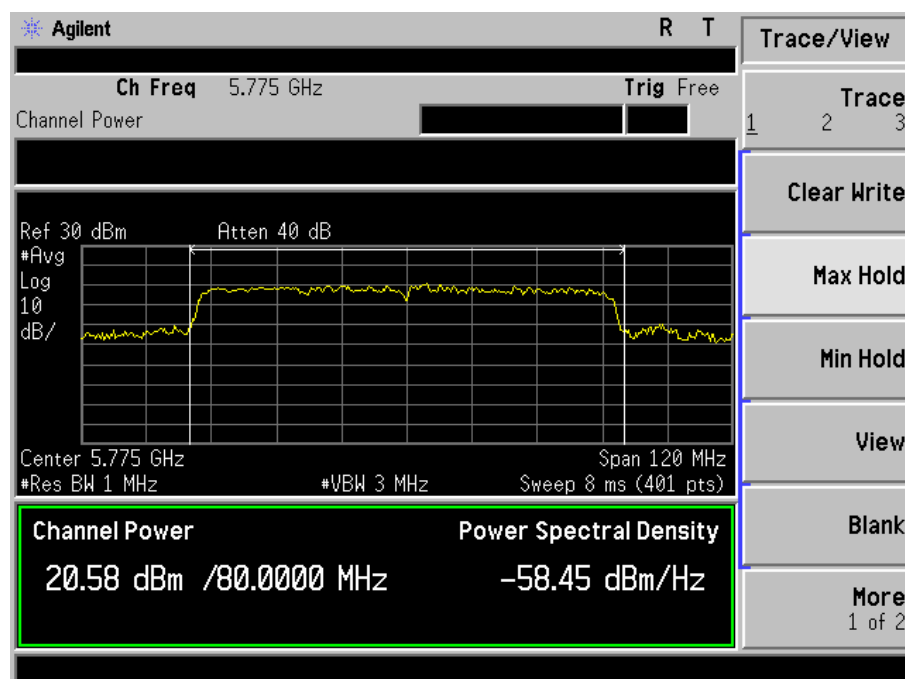 Agilent R T
Trace/View
Ch Freq 5.775 GHz Trig Free
Channel Power
Trace
1 2 3
Clear Write
Ref 30 dBm Atten 40 dB
#Avg
Log
10
dB/
Max Hold
Min Hold
Center 5.775 GHz Span 120 MHz
#Res BW 1 MHz #VBW 3 MHz Sweep 8 ms (401 pts)
View
Channel Power Power Spectral Density
20.58 dBm /80.0000 MHz -58.45 dBm/Hz
Blank
More
1 of 2